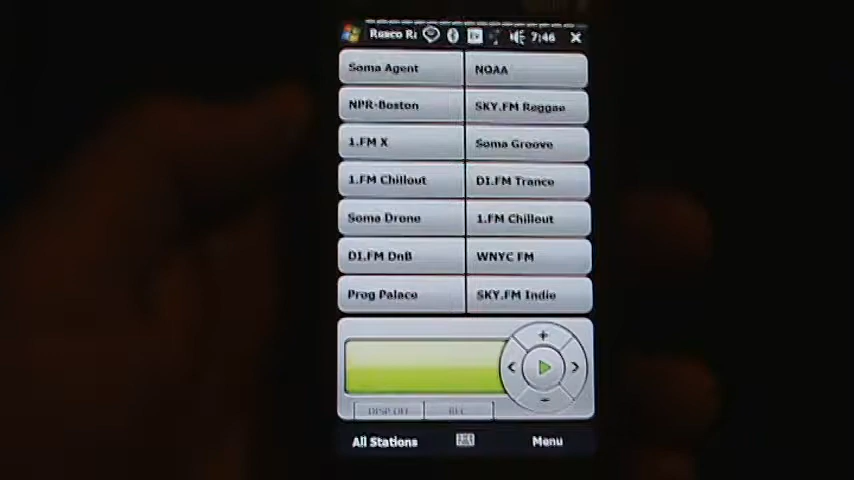 Resco Ra 7:46
Soma Agent NOAA
NPR-Boston SKY.FM Reggae
1.FM X Soma Groove
1.FM Chillout DI.FM Trance
Soma Drone 1.FM Chillout
DI.FM DnB WNYC FM
Prog Palace SKY.FM Indie
DISP OFF REC
All Stations Menu